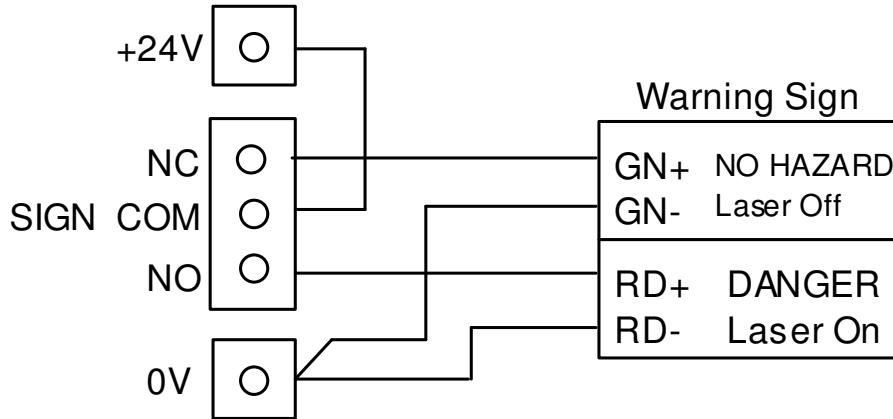 +24V
Warning Sign
NC
GN+ NO HAZARD
SIGN COM
GN- Laser Off
NO
RD+ DANGER
RD- Laser On
0V